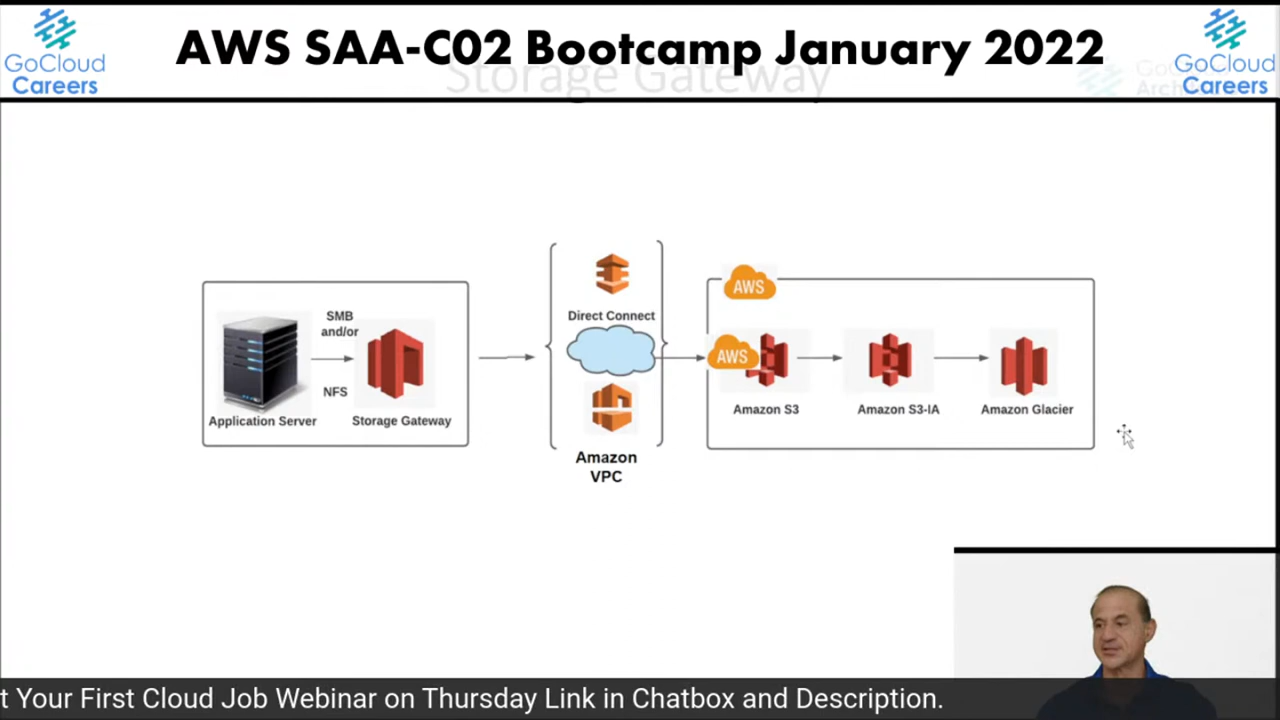 AWS SAA-C02 Bootcamp January 2022
GoCloud
Careers
Storage Gateway
GoCloud
Careers
SMB
and/or
NFS
Application Server
Storage Gateway
Direct Connect
Amazon
VPC
AWS
AWS
Amazon S3
Amazon S3-IA
Amazon Glacier
t Your First Cloud Job Webinar on Thursday Link in Chatbox and Description.